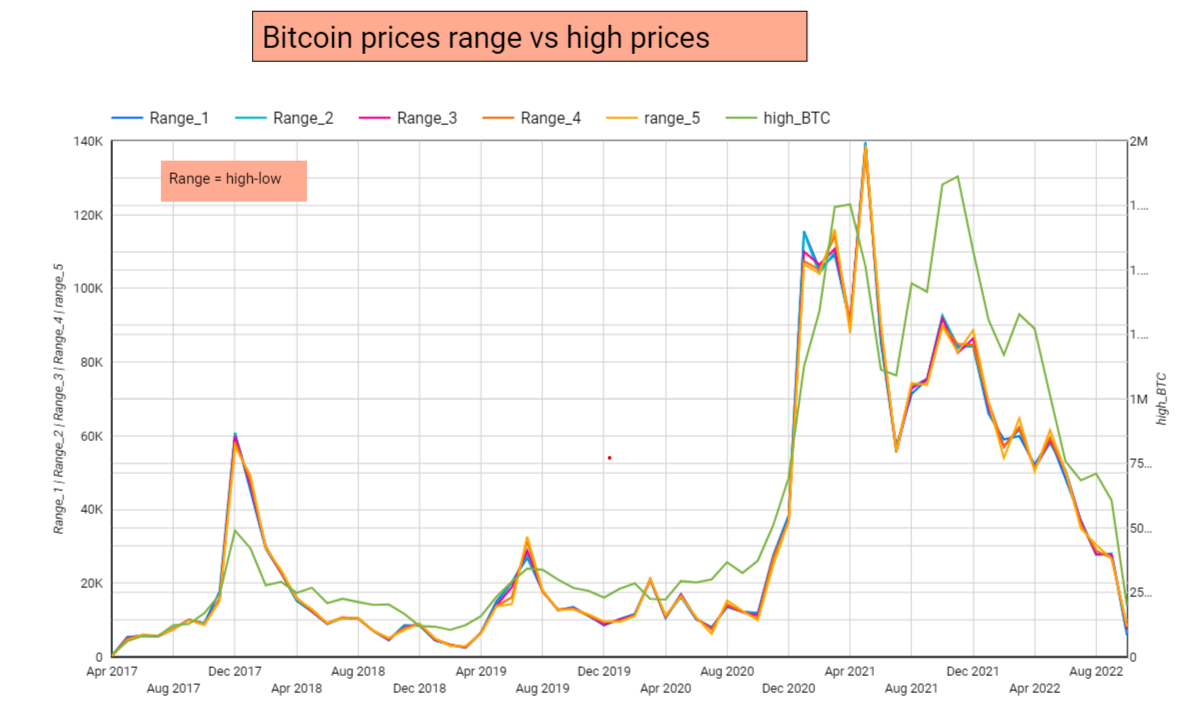 Bitcoin prices range vs high prices
Range_1 Range_2 Range_3 Range_4 range_5 high_BTC
140K
2M
Range = high-low
120K
1....
100K
1....
80K
1....
60K
1M
40K
75...
20K
50...
0
25...
0
Range_1 | Range_2 | Range_3 | Range_4 | range_5
high_BTC
Apr 2017 Dec 2017 Aug 2018 Apr 2019 Dec 2019 Aug 2020 Apr 2021 Dec 2021 Aug 2022
Aug 2017 Apr 2018 Dec 2018 Aug 2019 Apr 2020 Dec 2020 Aug 2021 Apr 2022